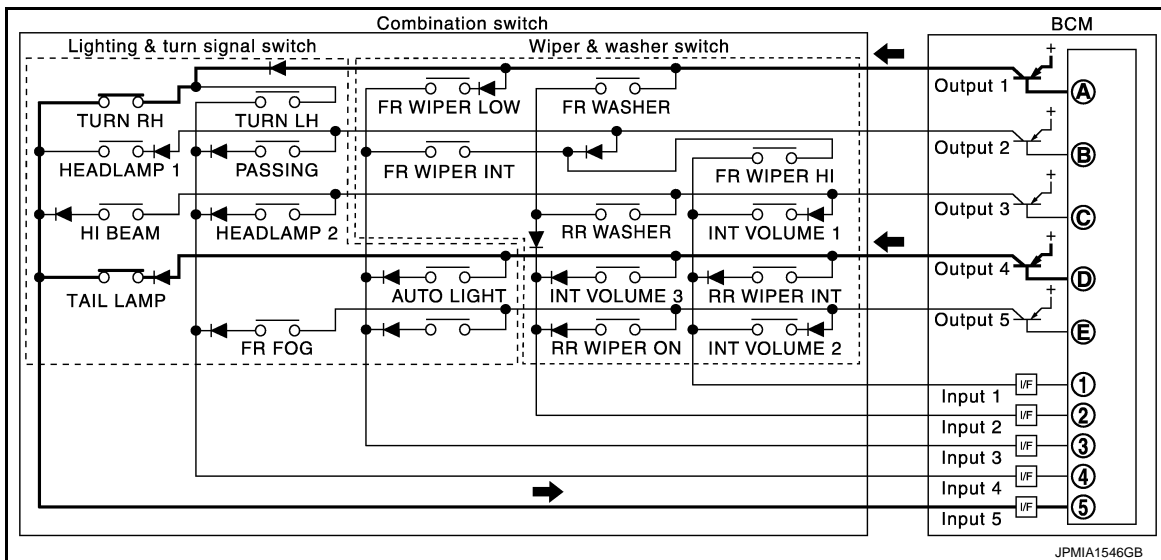 Combination switch
BCM
Lighting & turn signal switch
Wiper & washer switch
+
Output 1
A
TURN RH
TURN LH
FR WIPER LOW
FR WASHER
+
Output 2
B
HEADLAMP 1
PASSING
FR WIPER INT
FR WIPER HI
+
Output 3
C
HI BEAM
HEADLAMP 2
RR WASHER
INT VOLUME 1
+
Output 4
D
TAIL LAMP
AUTO LIGHT
INT VOLUME 3
RR WIPER INT
+
Output 5
E
FR FOG
RR WIPER ON
INT VOLUME 2
Input 1
I/F
1
Input 2
I/F
2
Input 3
I/F
3
Input 4
I/F
4
Input 5
I/F
5
JPMIA1546GB